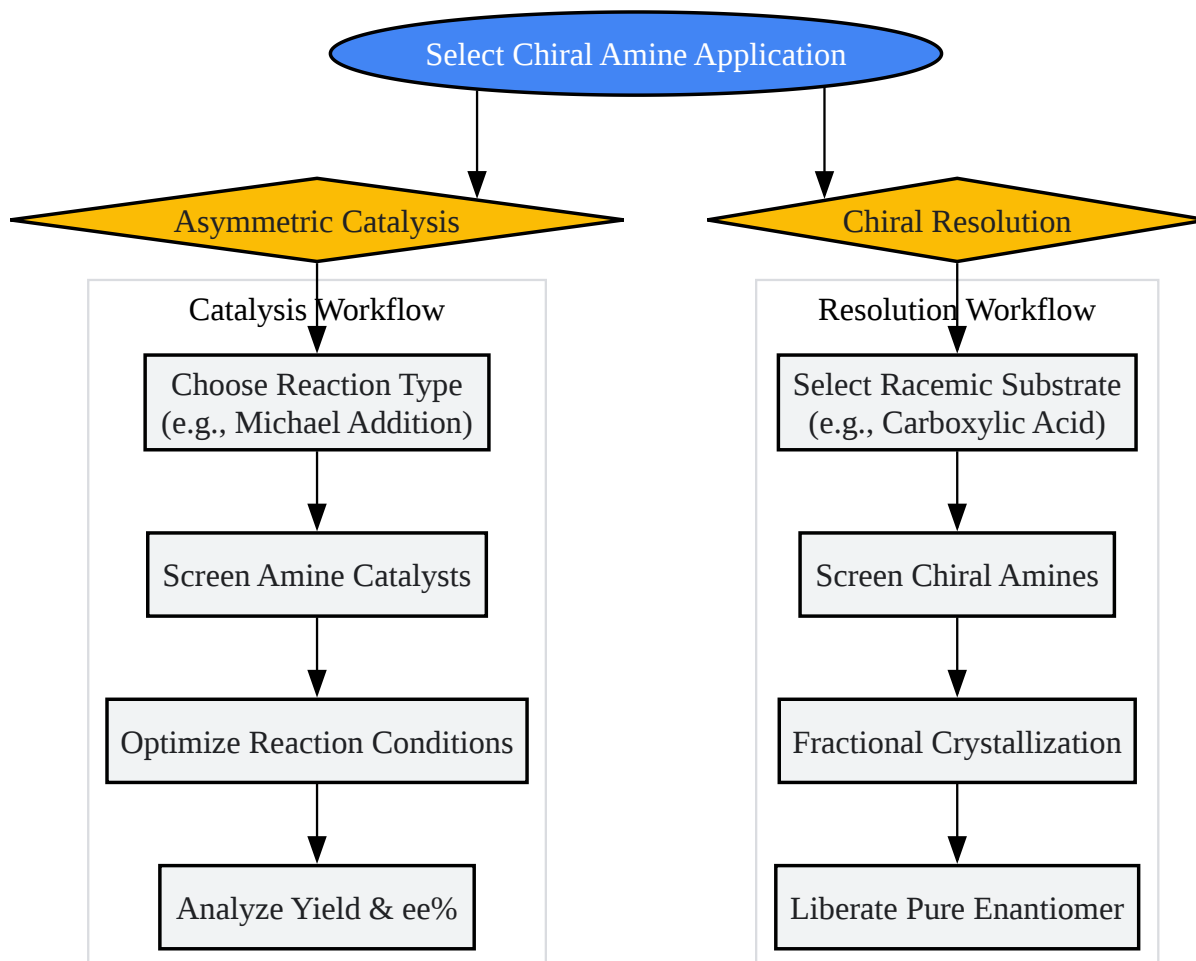 Select Chiral Amine Application
Asymmetric Catalysis
Chiral Resolution
Catalysis Workflow
Choose Reaction Type
(e.g., Michael Addition)
Screen Amine Catalysts
Optimize Reaction Conditions
Analyze Yield & ee%
Resolution Workflow
Select Racemic Substrate
(e.g., Carboxylic Acid)
Screen Chiral Amines
Fractional Crystallization
Liberate Pure Enantiomer